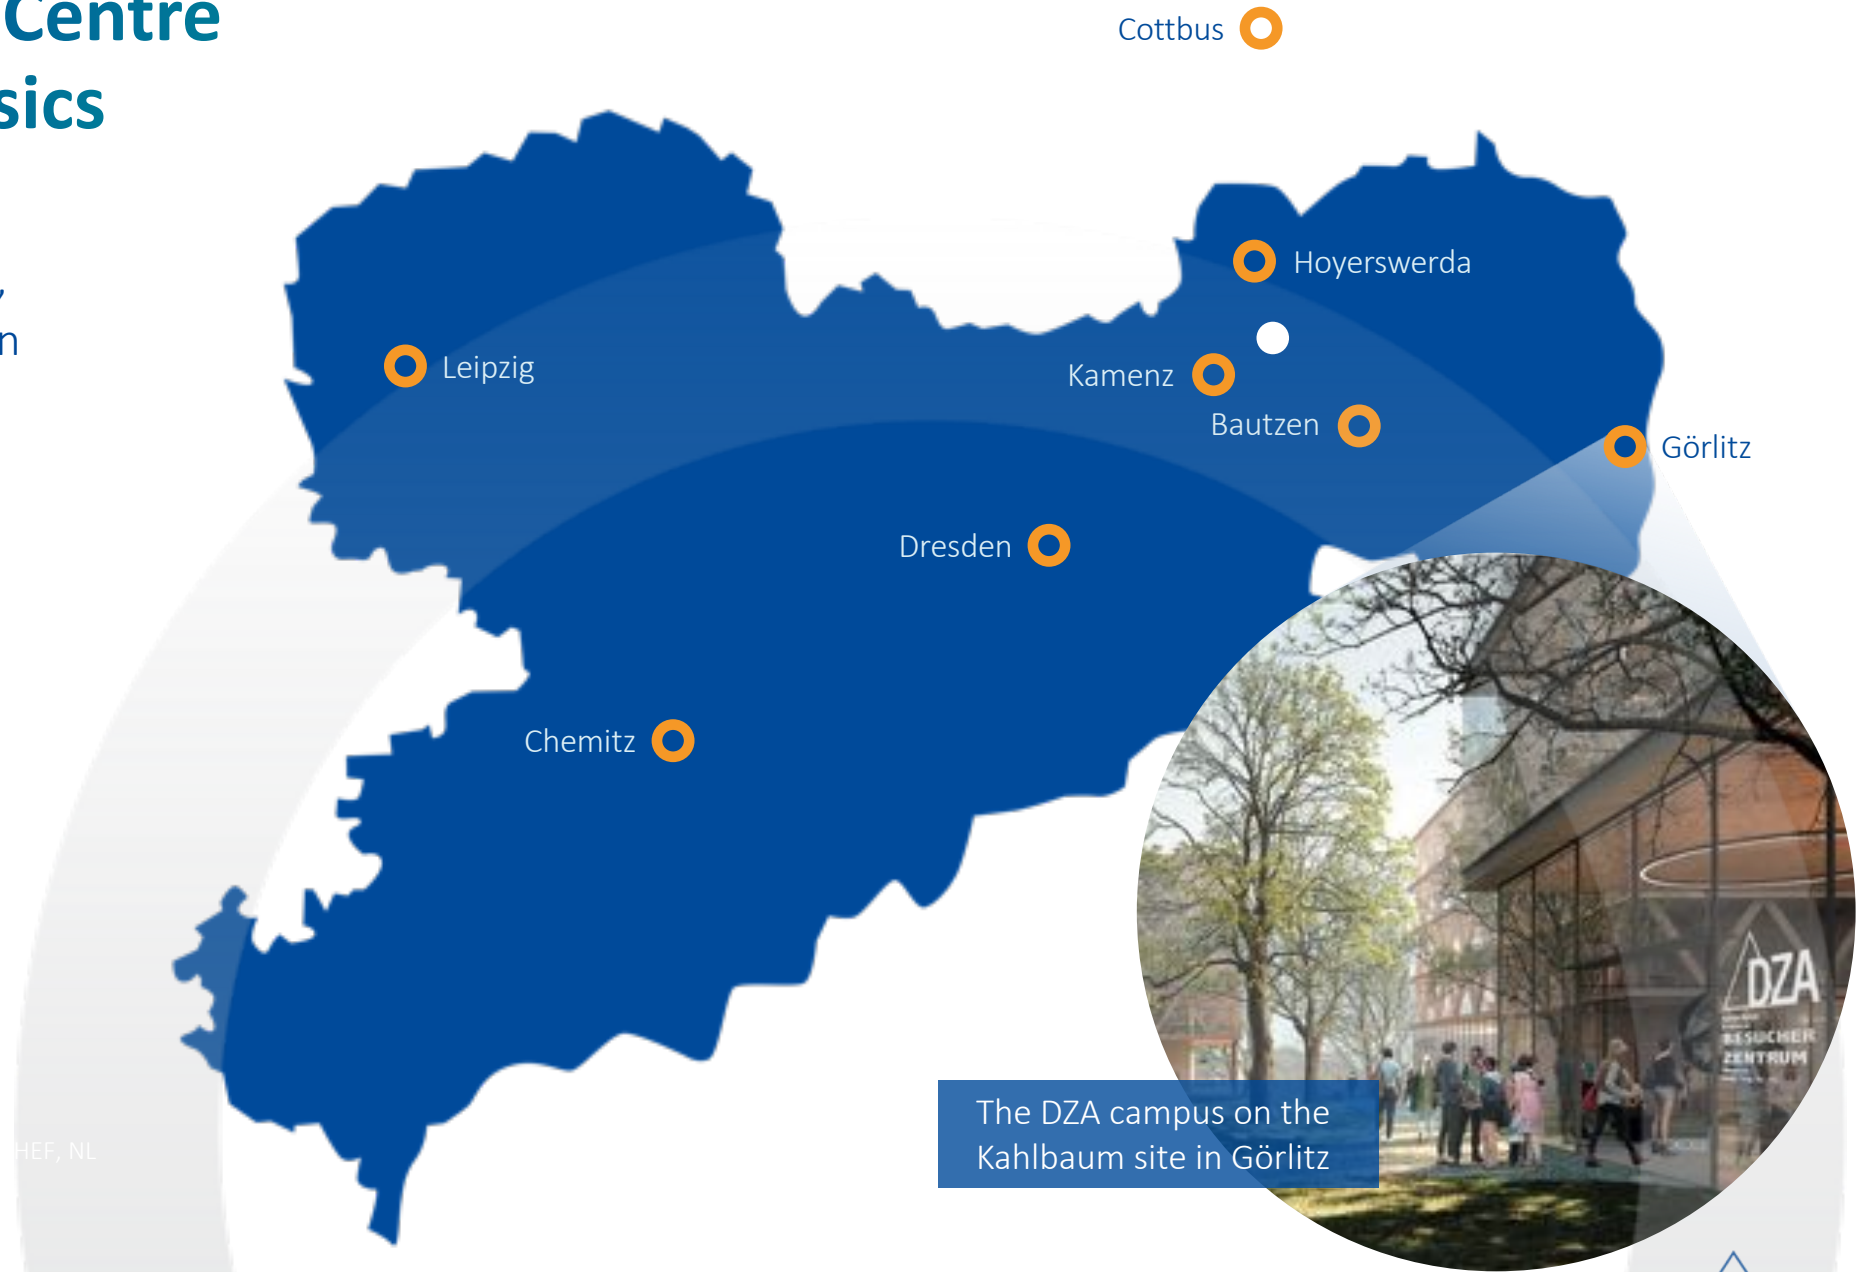 Centre
sics
,
n
Cottbus
Hoyerswerda
Leipzig
Kamenz
Bautzen
Görlitz
Dresden
Chemitz
DZA
BESUCHER
ZENTRUM
The DZA campus on the
Kahlbaum site in Görlitz
HEF, NL